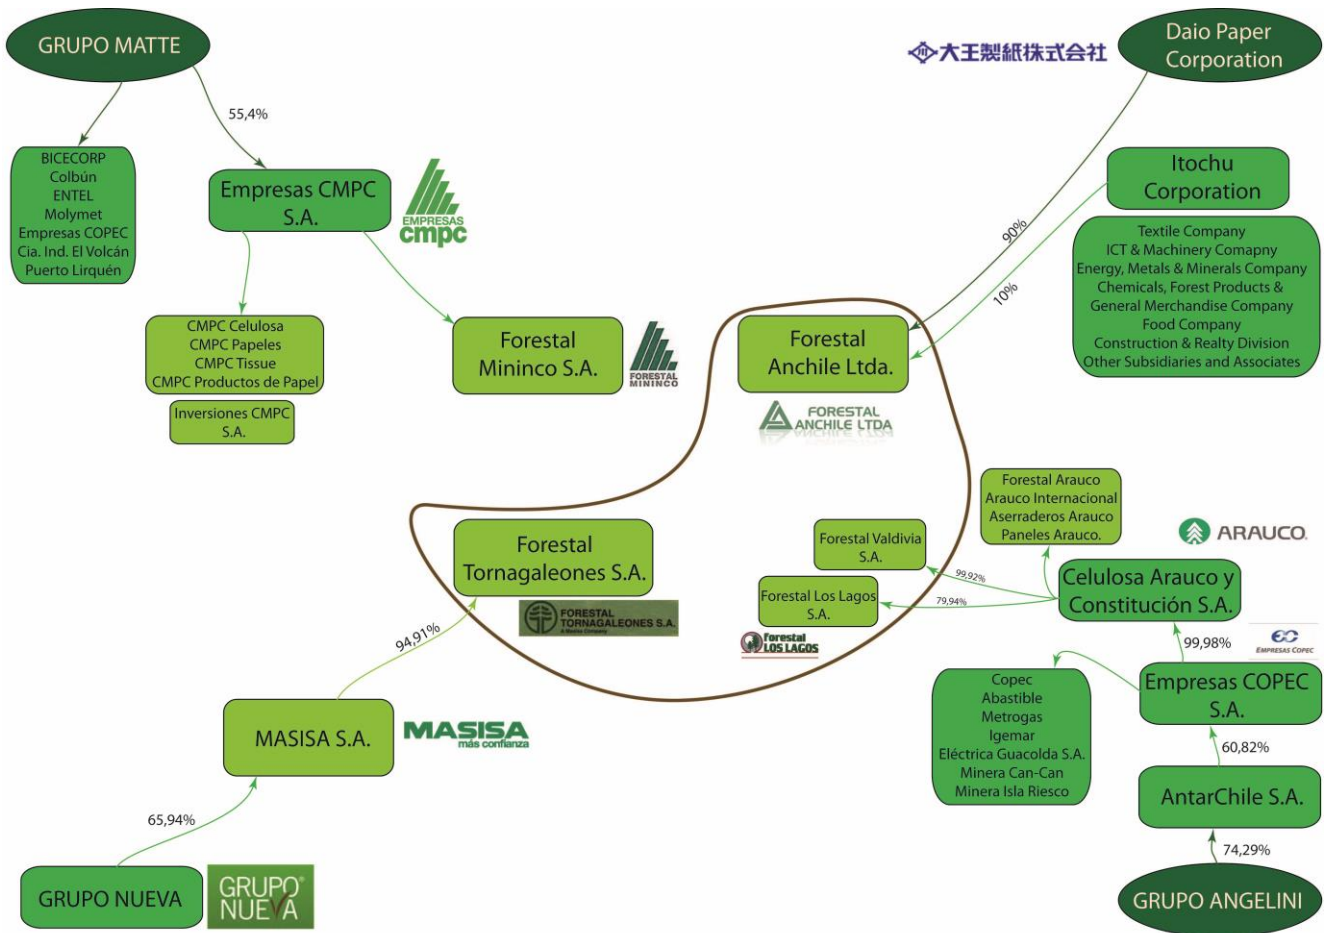 GRUPO MATTE
55,4%
BICECORP
Colbún
ENTEL
Molymet
Empresas COPEC
Cia. Ind. El Volcán
Puerto Lirquén
Empresas CMPC
S.A.
EMPRESAS
cmpc
CMPC Celulosa
CMPC Papeles
CMPC Tissue
CMPC Productos de Papel
Inversiones CMPC
S.A.
Forestal
Mininco S.A.
FORESTAL
MININCO
大王製紙株式会社
Daio Paper
Corporation
90%
Itochu
Corporation
10%
Textile Company
ICT & Machinery Comapny
Energy, Metals & Minerals Company
Chemicals, Forest Products &
General Merchandise Company
Food Company
Construction & Realty Division
Other Subsidiaries and Associates
Forestal
Anchile Ltda.
FORESTAL
ANCHILE LTDA
Forestal
Tornagaleones S.A.
FORESTAL
TORNAGALEONES S.A.
A Masisa Company
94,91%
MASISA S.A.
MASISA
más confianza
65,94%
GRUPO NUEVA
GRUPO®
NUEVA
Forestal Valdivia
S.A.
99,92%
Forestal Los Lagos
S.A.
79,94%
forestal
LOS LAGOS
Forestal Arauco
Arauco Internacional
Aserraderos Arauco
Paneles Arauco.
ARAUCO.
Celulosa Arauco y
Constitución S.A.
99,98%
EMPRESAS COPEC
Copec
Abastible
Metrogas
Igemar
Eléctrica Guacolda S.A.
Minera Can-Can
Minera Isla Riesco
Empresas COPEC
S.A.
60,82%
AntarChile S.A.
74,29%
GRUPO ANGELINI